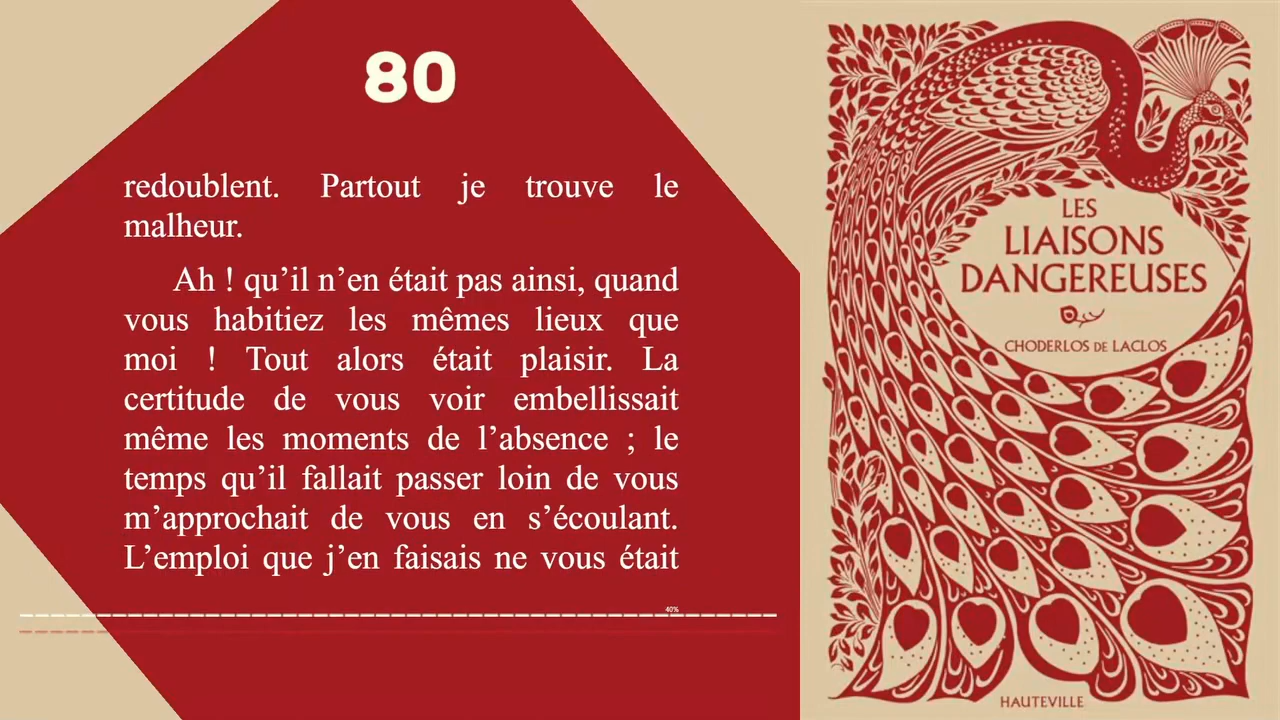 80
redoublent. Partout je trouve le
malheur.
Ah ! qu’il n’en était pas ainsi, quand
vous habitiez les mêmes lieux que
moi ! Tout alors était plaisir. La
certitude de vous voir embellissait
même les moments de l’absence ; le
temps qu’il fallait passer loin de vous
m’approchait de vous en s’écoulant.
L’emploi que j’en faisais ne vous était
40%
LES
LIAISONS
DANGEREUSES
CHODERLOS DE LACLOS
HAUTEVILLE